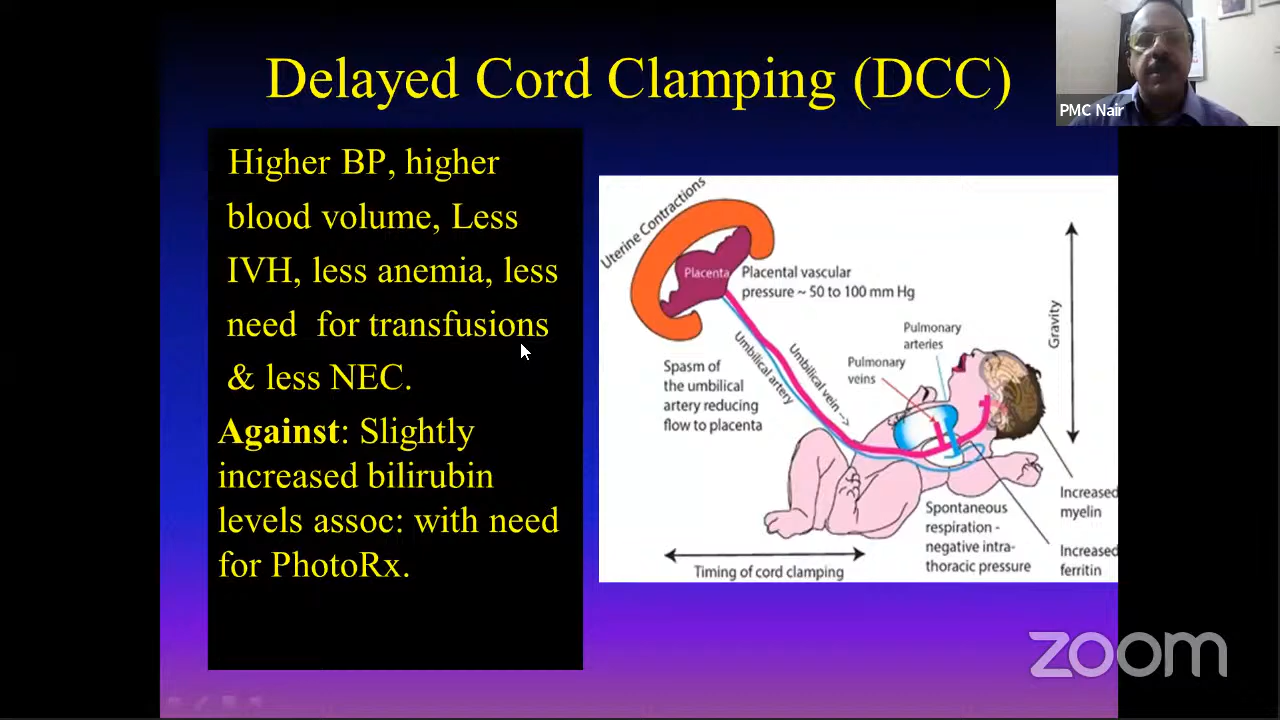 Delayed Cord Clamping (DCC)
PMC Nair
Higher BP, higher
blood volume, Less
IVH, less anemia, less
need for transfusions
& less NEC.
Against: Slightly
increased bilirubin
levels assoc: with need
for PhotoRx.
Uterine Contractions
Placenta
Placental vascular
pressure ~ 50 to 100 mm Hg
Gravity
Pulmonary
arteries
Pulmonary
veins
Umbilical vein -->
Umbilical artery
Spasm of
the umbilical
artery reducing
flow to placenta
Increased
myelin
Spontaneous
respiration -
negative intra-
thoracic pressure
Increased
ferritin
Timing of cord clamping
zoom